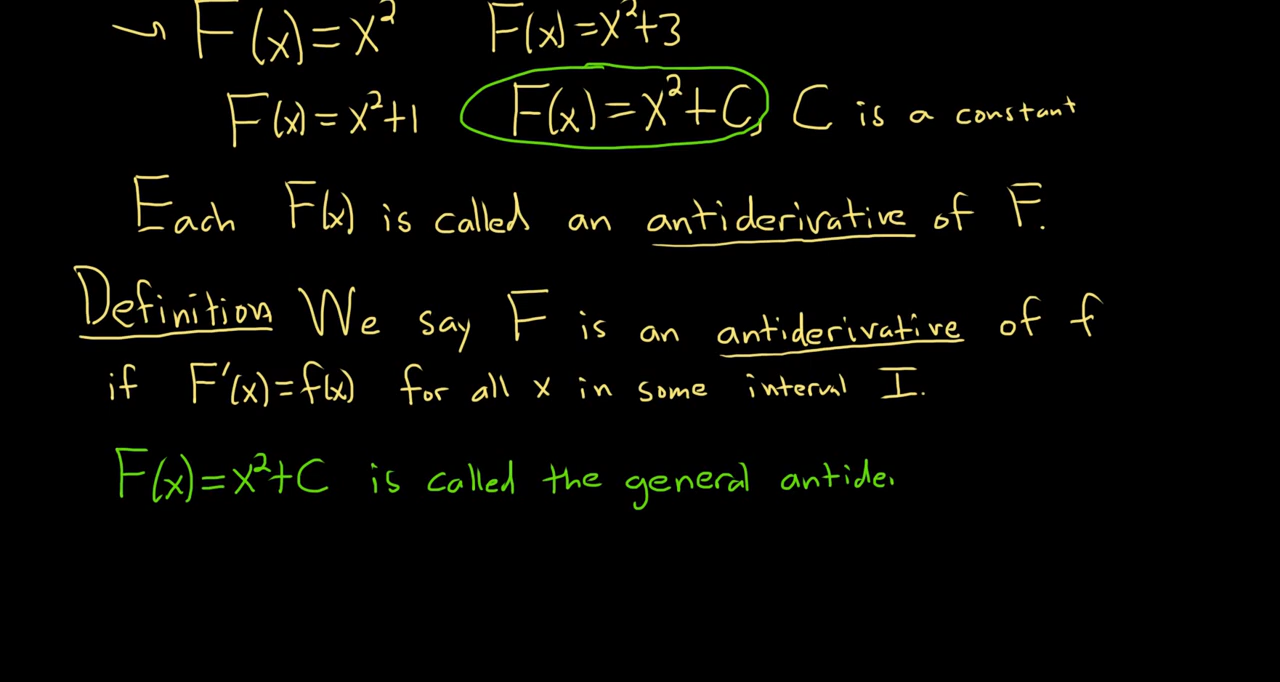 F(x) = x² F(x) = x²+3
F(x) = x²+1 F(x) = x²+C, C is a constant
Each F(x) is called an antiderivative of F.
Definition We say F is an antiderivative of f
if F'(x) = f(x) for all x in some interval I.
F(x) = x²+C is called the general antide